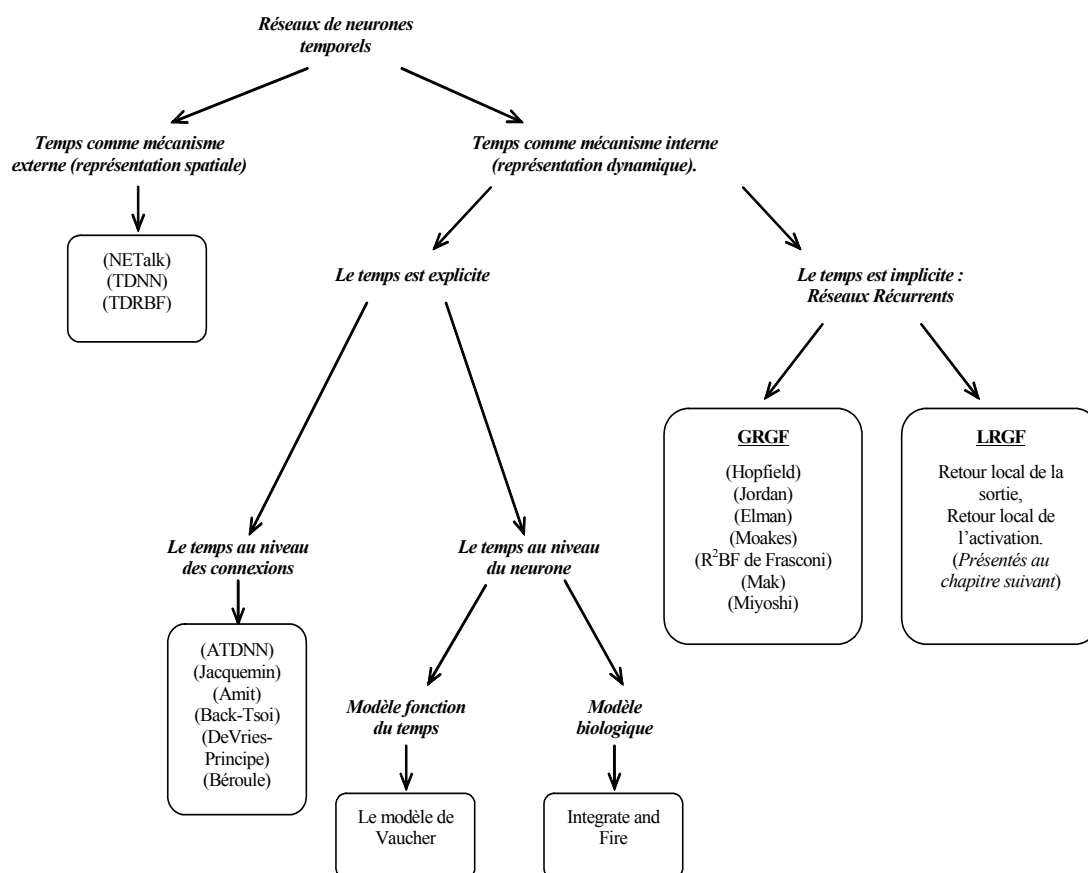 Réseaux de neurones
temporels
Temps comme mécanisme
externe (représentation spatiale)
Temps comme mécanisme interne
(représentation dynamique).
(NETalk)
(TDNN)
(TDRBF)
Le temps est explicite
Le temps est implicite :
Réseaux Récurrents
GRGF
(Hopfield)
(Jordan)
(Elman)
(Moakes)
(R²BF de Frasconi)
(Mak)
(Miyoshi)
LRGF
Retour local de la
sortie,
Retour local de
l’activation.
(Présentés au
chapitre suivant)
Le temps au niveau
des connexions
Le temps au niveau
du neurone
(ATDNN)
(Jacquemin)
(Amit)
(Back-Tsoi)
(DeVries-
Principe)
(Béroule)
Modèle fonction
du temps
Modèle
biologique
Le modèle de
Vaucher
Integrate and
Fire